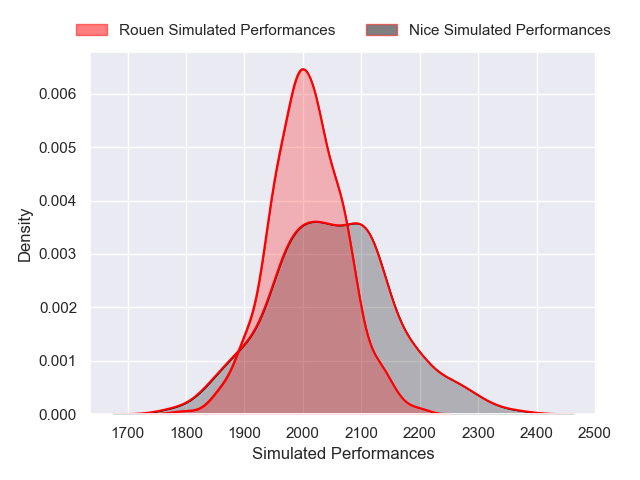 Rouen Simulated Performances
Nice Simulated Performances
0.006
0.005
0.004
0.003
0.002
0.001
0.000
Density
1700 1800 1900 2000 2100 2200 2300 2400 2500
Simulated Performances